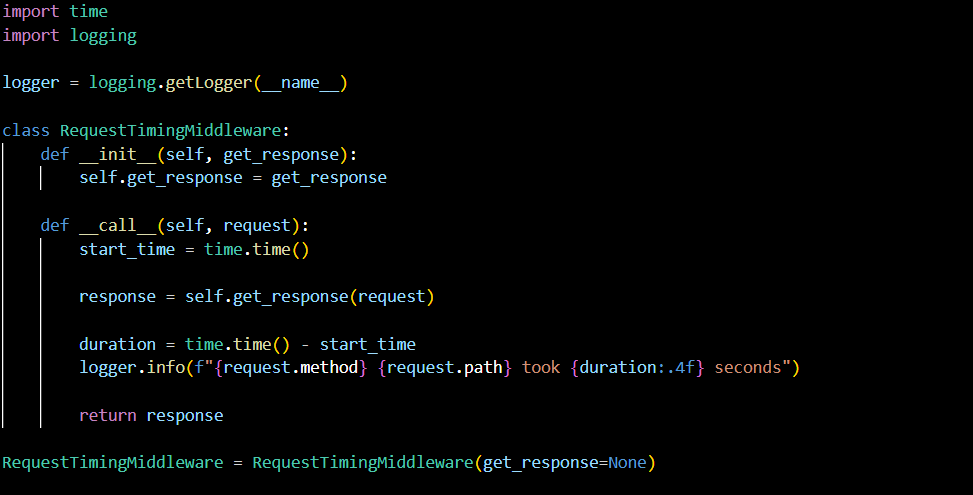 import time
import logging
logger = logging.getLogger(__name__)
class RequestTimingMiddleware:
    def __init__(self, get_response):
        self.get_response = get_response
    def __call__(self, request):
        start_time = time.time()
        response = self.get_response(request)
        duration = time.time() - start_time
        logger.info(f"{request.method} {request.path} took {duration:.4f} seconds")
        return response
RequestTimingMiddleware = RequestTimingMiddleware(get_response=None)